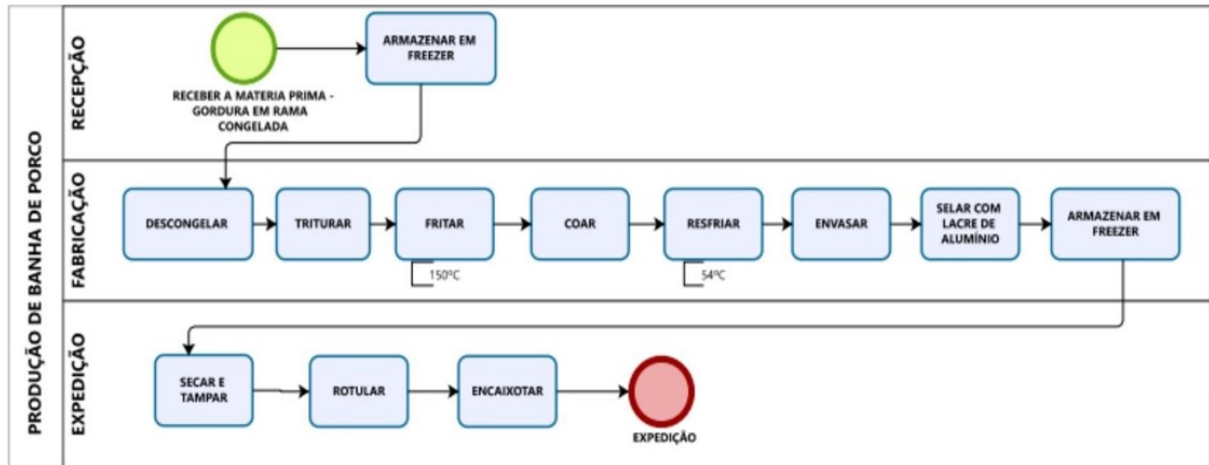 PRODUÇÃO DE BANHA DE PORCO
RECEPÇÃO
RECEBER A MATERIA PRIMA -
GORDURA EM RAMA
CONGELADA
ARMAZENAR EM
FREEZER
FABRICAÇÃO
DESCONGELAR
TRITURAR
FRITAR
150ºC
COAR
RESFRIAR
54ºC
ENVASAR
SELAR COM
LACRE DE
ALUMÍNIO
ARMAZENAR EM
FREEZER
EXPEDIÇÃO
SECAR E
TAMPAR
ROTULAR
ENCAIXOTAR
EXPEDIÇÃO